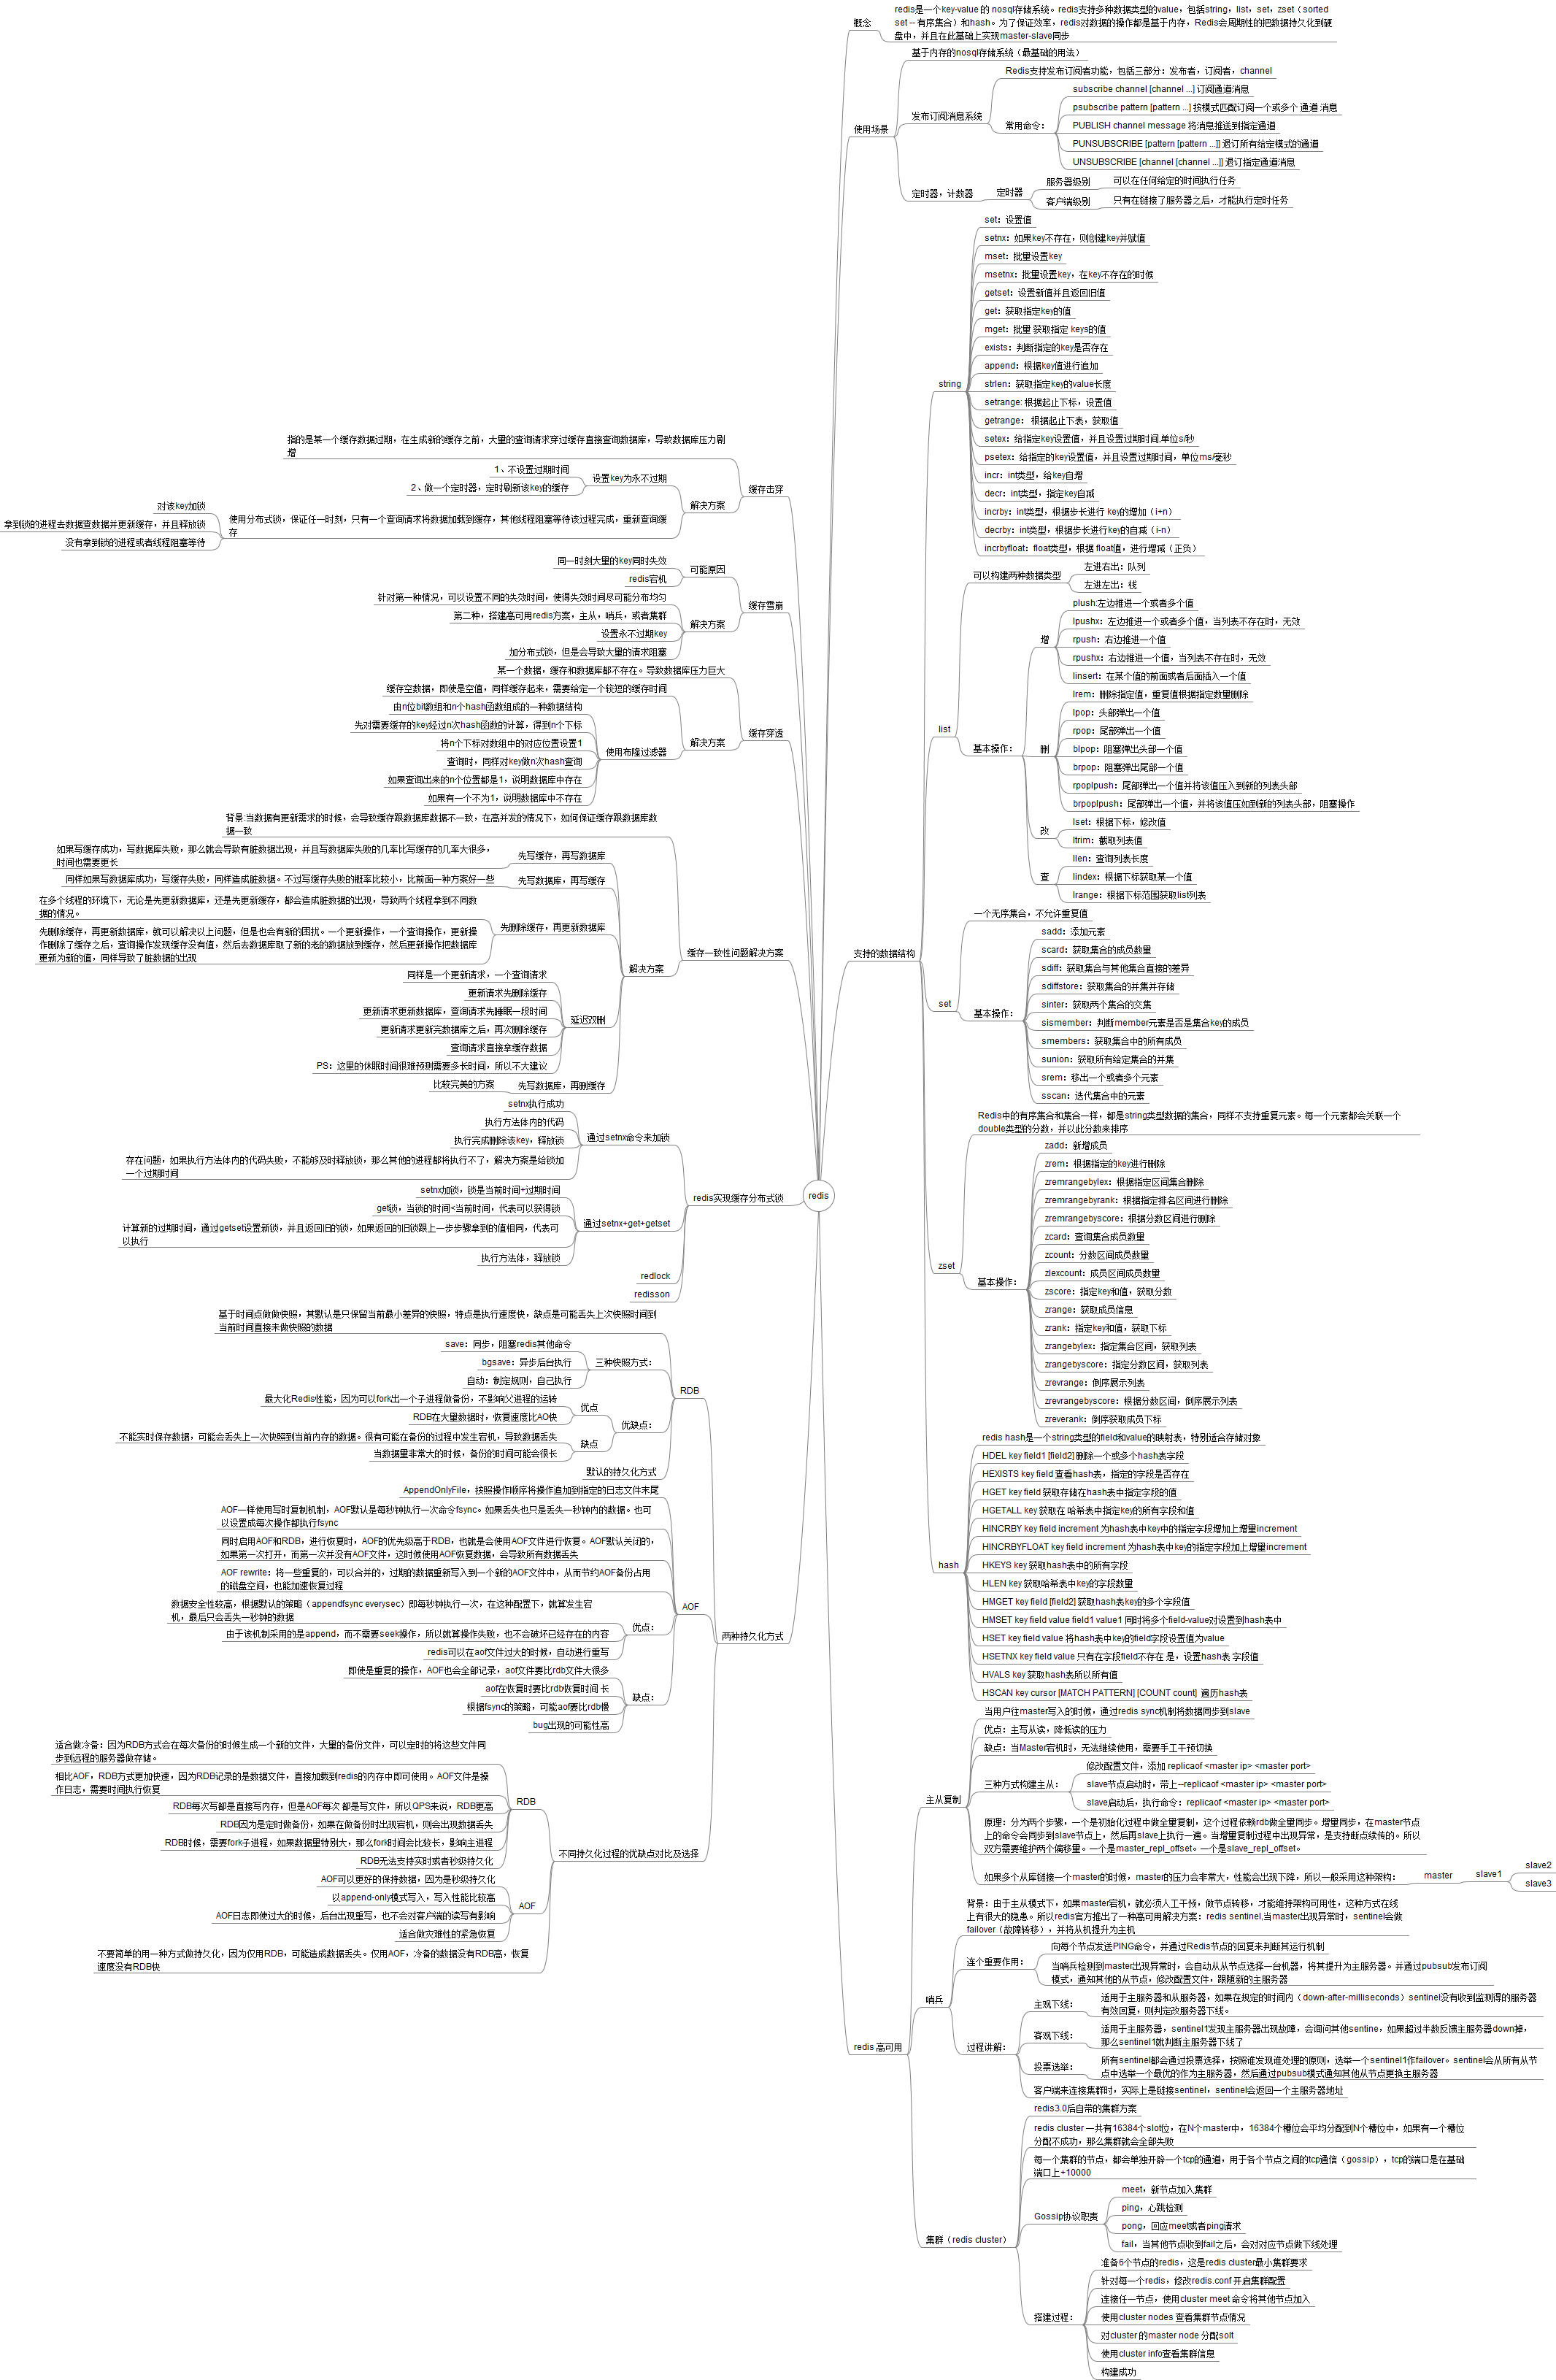 redis
概念
redis是一个key-value 的 nosql存储系统。redis支持多种数据类型的value，包括string，list，set，zset（sorted
set -- 有序集合）和hash。为了保证效率，redis对数据的操作都是基于内存，Redis会周期性的把数据持久化到硬
盘中，并且在此基础上实现master-slave同步
使用场景
基于内存的nosql存储系统（最基础的用法）
发布订阅消息系统
Redis支持发布订阅者功能，包括三部分：发布者，订阅者，channel
常用命令：
subscribe channel [channel ...] 订阅通道消息
psubscribe pattern [pattern ...] 按模式匹配订阅一个或多个 通道 消息
PUBLISH channel message 将消息推送到指定通道
PUNSUBSCRIBE [pattern [pattern ...]] 退订所有给定模式的通道
UNSUBSCRIBE [channel [channel ...]] 退订指定通道消息
定时器，计数器
定时器
服务器级别
可以在任何给定的时间执行任务
客户端级别
只有在链接了服务器之后，才能执行定时任务
支持的数据结构
string
set：设置值
setnx：如果key不存在，则创建key并赋值
mset：批量设置key
msetnx：批量设置key，在key不存在的时候
getset：设置新值并且返回旧值
get：获取指定key的值
mget：批量 获取指定 keys的值
exists：判断指定的key是否存在
append：根据key值进行追加
strlen：获取指定key的value长度
setrange: 根据起止下标，设置值
getrange： 根据起止下表，获取值
setex：给指定key设置值，并且设置过期时间,单位s/秒
psetex：给指定的key设置值，并且设置过期时间，单位ms/毫秒
incr：int类型，给key自增
decr：int类型，指定key自减
incrby：int类型，根据步长进行 key的增加（i+n）
decrby：int类型，根据步长进行key的自减（i-n）
incrbyfloat：float类型，根据 float值，进行增减（正负）
list
可以构建两种数据类型
左进右出：队列
左进左出：栈
基本操作：
增
plush:左边推进一个或者多个值
lpushx：左边推进一个或者多个值，当列表不存在时，无效
rpush：右边推进一个值
rpushx：右边推进一个值，当列表不存在时，无效
linsert：在某个值的前面或者后面插入一个值
删
lrem：删除指定值，重复值根据指定数量删除
lpop：头部弹出一个值
rpop：尾部弹出一个值
blpop：阻塞弹出头部一个值
brpop：阻塞弹出尾部一个值
rpoplpush：尾部弹出一个值并将该值压入到新的列表头部
brpoplpush：尾部弹出一个值，并将该值压如到新的列表头部，阻塞操作
改
lset：根据下标，修改值
ltrim：截取列表值
查
llen：查询列表长度
lindex：根据下标获取某一个值
lrange：根据下标范围获取list列表
set
一个无序集合，不允许重复值
基本操作：
sadd：添加元素
scard：获取集合的成员数量
sdiff：获取集合与其他集合直接的差异
sdiffstore：获取集合的并集并存储
sinter：获取两个集合的交集
sismember：判断member元素是否是集合key的成员
smembers：获取集合中的所有成员
sunion：获取所有给定集合的并集
srem：移出一个或者多个元素
sscan：迭代集合中的元素
zset
Redis中的有序集合和集合一样，都是string类型数据的集合，同样不支持重复元素。每一个元素都会关联一个
double类型的分数，并以此分数来排序
基本操作：
zadd：新增成员
zrem：根据指定的key进行删除
zremrangebylex：根据指定区间集合删除
zremrangebyrank：根据指定排名区间进行删除
zremrangebyscore：根据分数区间进行删除
zcard：查询集合成员数量
zcount：分数区间成员数量
zlexcount：成员区间成员数量
zscore：指定key和值，获取分数
zrange：获取成员信息
zrank：指定key和值，获取下标
zrangebylex：指定集合区间，获取列表
zrangebyscore：指定分数区间，获取列表
zrevrange：倒序展示列表
zrevrangebyscore：根据分数区间，倒序展示列表
zreverank：倒序获取成员下标
hash
redis hash是一个string类型的field和value的映射表，特别适合存储对象
HDEL key field1 [field2] 删除一个或多个hash表字段
HEXISTS key field 查看hash表，指定的字段是否存在
HGET key field 获取存储在hash表中指定字段的值
HGETALL key 获取在 哈希表中指定key的所有字段和值
HINCRBY key field increment 为hash表中key中的指定字段增加上增量increment
HINCRBYFLOAT key field increment 为hash表中key的指定字段加上增量increment
HKEYS key 获取hash表中的所有字段
HLEN key 获取哈希表中key的字段数量
HMGET key field [field2] 获取hash表key的多个字段值
HMSET key field value field1 value1 同时将多个field-value对设置到hash表中
HSET key field value 将hash表中key的field字段设置值为value
HSETNX key field value 只有在字段field不存在 是，设置hash表 字段值
HVALS key 获取hash表所以所有值
HSCAN key cursor [MATCH PATTERN] [COUNT count] 遍历hash表
redis 高可用
主从复制
当用户往master写入的时候，通过redis sync机制将数据同步到slave
优点：主写从读，降低读的压力
缺点：当Master宕机时，无法继续使用，需要手工干预切换
三种方式构建主从：
修改配置文件，添加 replicaof <master ip> <master port>
slave节点启动时，带上--replicaof <master ip> <master port>
slave启动后，执行命令：replicaof <master ip> <master port>
原理：分为两个步骤，一个是初始化过程中做全量复制，这个过程依赖rdb做全量同步。增量同步，在master节点
上的命令会同步到slave节点上，然后再slave上执行一遍。当增量复制过程中出现异常，是支持断点续传的。所以
双方需要维护两个偏移量。一个是master_repl_offset。一个是slave_repl_offset。
如果多个从库链接一个master的时候，master的压力会非常大，性能会出现下降，所以一般采用这种架构：
master
slave1
slave2
slave3
哨兵
背景：由于主从模式下，如果master宕机，就必须人工干预，做节点转移，才能维持架构可用性，这种方式在线
上有很大的隐患。所以redis官方推出了一种高可用解决方案：redis sentinel,当master出现异常时，sentinel会做
failover（故障转移），并将从机提升为主机
连个重要作用：
向每个节点发送PING命令，并通过Redis节点的回复来判断其运行机制
当哨兵检测到master出现异常时，会自动从从节点选择一台机器，将其提升为主服务器。并通过pubsub发布订阅
模式，通知其他的从节点，修改配置文件，跟随新的主服务器
过程讲解：
主观下线：
适用于主服务器和从服务器，如果在规定的时间内（down-after-milliseconds）sentinel没有收到监测得的服务器
有效回复，则判定改服务器下线。
客观下线：
适用于主服务器，sentinel1发现主服务器出现故障，会询问其他sentine，如果超过半数反馈主服务器down掉，
那么sentinel1就判断主服务器下线了
投票选举：
所有sentinel都会通过投票选择，按照谁发现谁处理的原则，选举一个sentinel1作failover。sentinel会从所有从节
点中选举一个最优的作为主服务器，然后通过pubsub模式通知其他从节点更换主服务器
客户端来连接集群时，实际上是链接sentinel，sentinel会返回一个主服务器地址
集群（redis cluster）
redis3.0后自带的集群方案
redis cluster 一共有16384个slot位，在N个master中，16384个槽位会平均分配到N个槽位中，如果有一个槽位
分配不成功，那么集群就会全部失败
每一个集群的节点，都会单独开辟一个tcp的通道，用于各个节点之间的tcp通信（gossip），tcp的端口是在基础
端口上+10000
Gossip协议职责
meet，新节点加入集群
ping，心跳检测
pong，回应meet或者ping请求
fail，当其他节点收到fail之后，会对对应节点做下线处理
搭建过程：
准备6个节点的redis，这是redis cluster最小集群要求
针对每一个redis，修改redis.conf 开启集群配置
连接任一节点，使用cluster meet 命令将其他节点加入
使用cluster nodes 查看集群节点情况
对cluster 的master node 分配solt
使用cluster info查看集群信息
构建成功
缓存击穿
指的是某一个缓存数据过期，在生成新的缓存之前，大量的查询请求穿过缓存直接查询数据库，导致数据库压力剧
增
解决方案
设置key为永不过期
1、不设置过期时间
2、做一个定时器，定时刷新该key的缓存
使用分布式锁，保证任一时刻，只有一个查询请求将数据加载到缓存，其他线程阻塞等待该过程完成，重新查询缓
存
对该key加锁
拿到锁的进程去数据查数据并更新缓存，并且释放锁
没有拿到锁的进程或者线程阻塞等待
缓存雪崩
可能原因
同一时刻大量的key同时失效
redis宕机
解决方案
针对第一种情况，可以设置不同的失效时间，使得失效时间尽可能分布均匀
第二种，搭建高可用redis方案，主从，哨兵，或者集群
设置永不过期key
加分布式锁，但是会导致大量的请求阻塞
缓存穿透
某一个数据，缓存和数据库都不存在。导致数据库压力巨大
解决方案
缓存空数据，即使是空值，同样缓存起来，需要给定一个较短的缓存时间
使用布隆过滤器
由n位bit数组和n个hash函数组成的一种数据结构
先对需要缓存的key经过n次hash函数的计算，得到n个下标
将n个下标对数组中的对应位置设置1
查询时，同样对key做n次hash查询
如果查询出来的n个位置都是1，说明数据库中存在
如果有一个不为1，说明数据库中不存在
缓存一致性问题解决方案
背景:当数据有更新需求的时候，会导致缓存跟数据库数据不一致，在高并发的情况下，如何保证缓存跟数据库数
据一致
解决方案
先写缓存，再写数据库
如果写缓存成功，写数据库失败，那么就会导致有脏数据出现，并且写数据库失败的几率比写缓存的几率大很多，
时间也需要更长
先写数据库，再写缓存
同样如果写数据库成功，写缓存失败，同样造成脏数据。不过写缓存失败的概率比较小，比前面一种方案好一些
先删除缓存，再更新数据库
在多个线程的环境下，无论是先更新数据库，还是先更新缓存，都会造成脏数据的出现，导致两个线程拿到不同数
据的情况。
先删除缓存，再更新数据库，就可以解决以上问题，但是也会有新的困扰。一个更新操作，一个查询操作，更新操
作删除了缓存之后，查询操作发现缓存没有值，然后去数据库取了新的老的数据放到缓存，然后更新操作把数据库
更新为新的值，同样导致了脏数据的出现
延迟双删
同样是一个更新请求，一个查询请求
更新请求先删除缓存
更新请求更新数据库，查询请求先睡眠一段时间
更新请求更新完数据库之后，再次删除缓存
查询请求直接拿缓存数据
PS：这里的休眠时间很难预测需要多长时间，所以不大建议
先写数据库，再删缓存
比较完美的方案
redis实现缓存分布式锁
通过setnx命令来加锁
setnx执行成功
执行方法体内的代码
执行完成删除该key，释放锁
存在问题，如果执行方法体内的代码失败，不能够及时释放锁，那么其他的进程都将执行不了，解决方案是给锁加
一个过期时间
通过setnx+get+getset
setnx加锁，锁是当前时间+过期时间
get锁，当锁的时间<当前时间，代表可以获得锁
计算新的过期时间，通过getset设置新锁，并且返回旧的锁，如果返回的旧锁跟上一步步骤拿到的值相同，代表可
以执行
执行方法体，释放锁
redlock
redisson
两种持久化方式
RDB
基于时间点做做快照，其默认是只保留当前最小差异的快照，特点是执行速度快，缺点是可能丢失上次快照时间到
当前时间直接未做快照的数据
三种快照方式：
save：同步，阻塞redis其他命令
bgsave：异步后台执行
自动：制定规则，自己执行
优缺点：
优点
最大化Redis性能，因为可以fork出一个子进程做备份，不影响父进程的运转
RDB在大量数据时，恢复速度比AO快
缺点
不能实时保存数据，可能会丢失上一次快照到当前内存的数据。很有可能在备份的过程中发生宕机，导致数据丢失
当数据量非常大的时候，备份的时间可能会很长
默认的持久化方式
AOF
AppendOnlyFile，按照操作顺序将操作追加到指定的日志文件末尾
AOF一样使用写时复制机制，AOF默认是每秒钟执行一次命令fsync。如果丢失也只是丢失一秒钟内的数据。也可
以设置成每次操作都执行fsync
同时启用AOF和RDB，进行恢复时，AOF的优先级高于RDB，也就是会使用AOF文件进行恢复。AOF默认关闭的，
如果第一次打开，而第一次并没有AOF文件，这时候使用AOF恢复数据，会导致所有数据丢失
AOF rewrite：将一些重复的，可以合并的，过期的数据重新写入到一个新的AOF文件中，从而节约AOF备份占用
的磁盘空间，也能加速恢复过程
优点：
数据安全性较高，根据默认的策略（appendfsync everysec）即每秒钟执行一次，在这种配置下，就算发生宕
机，最后只会丢失一秒钟的数据
由于该机制采用的是append，而不需要seek操作，所以就算操作失败，也不会破坏已经存在的内容
redis可以在aof文件过大的时候，自动进行重写
缺点：
即使是重复的操作，AOF也会全部记录，aof文件要比rdb文件大很多
aof在恢复时要比rdb恢复时间 长
根据fsync的策略，可能aof要比rdb慢
bug出现的可能性高
不同持久化过程的优缺点对比及选择
RDB
适合做冷备：因为RDB方式会在每次备份的时候生成一个新的文件，大量的备份文件，可以定时的将这些文件同
步到远程的服务器做存储。
相比AOF，RDB方式更加快速，因为RDB记录的是数据文件，直接加载到redis的内存中即可使用。AOF文件是操
作日志，需要时间执行恢复
RDB每次写都是直接写内存，但是AOF每次 都是写文件，所以QPS来说，RDB更高
RDB因为是定时做备份，如果在做备份时出现宕机，则会出现数据丢失
RDB时候，需要fork子进程，如果数据量特别大，那么fork时间会比较长，影响主进程
RDB无法支持实时或者秒级持久化
AOF
AOF可以更好的保持数据，因为是秒级持久化
以append-only模式写入，写入性能比较高
AOF日志即使过大的时候，后台出现重写，也不会对客户端的读写有影响
适合做灾难性的紧急恢复
不要简单的用一种方式做持久化，因为仅用RDB，可能造成数据丢失。仅用AOF，冷备的数据没有RDB高，恢复
速度没有RDB快